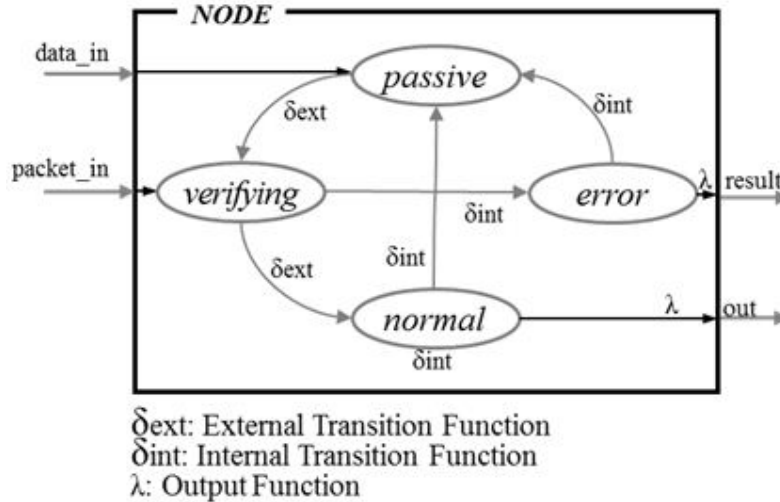 NODE
data_in
passive
δext
δint
packet_in
verifying
error
λ
result
δint
δext
δint
λ
out
normal
δint
δext: External Transition Function
δint: Internal Transition Function
λ: Output Function